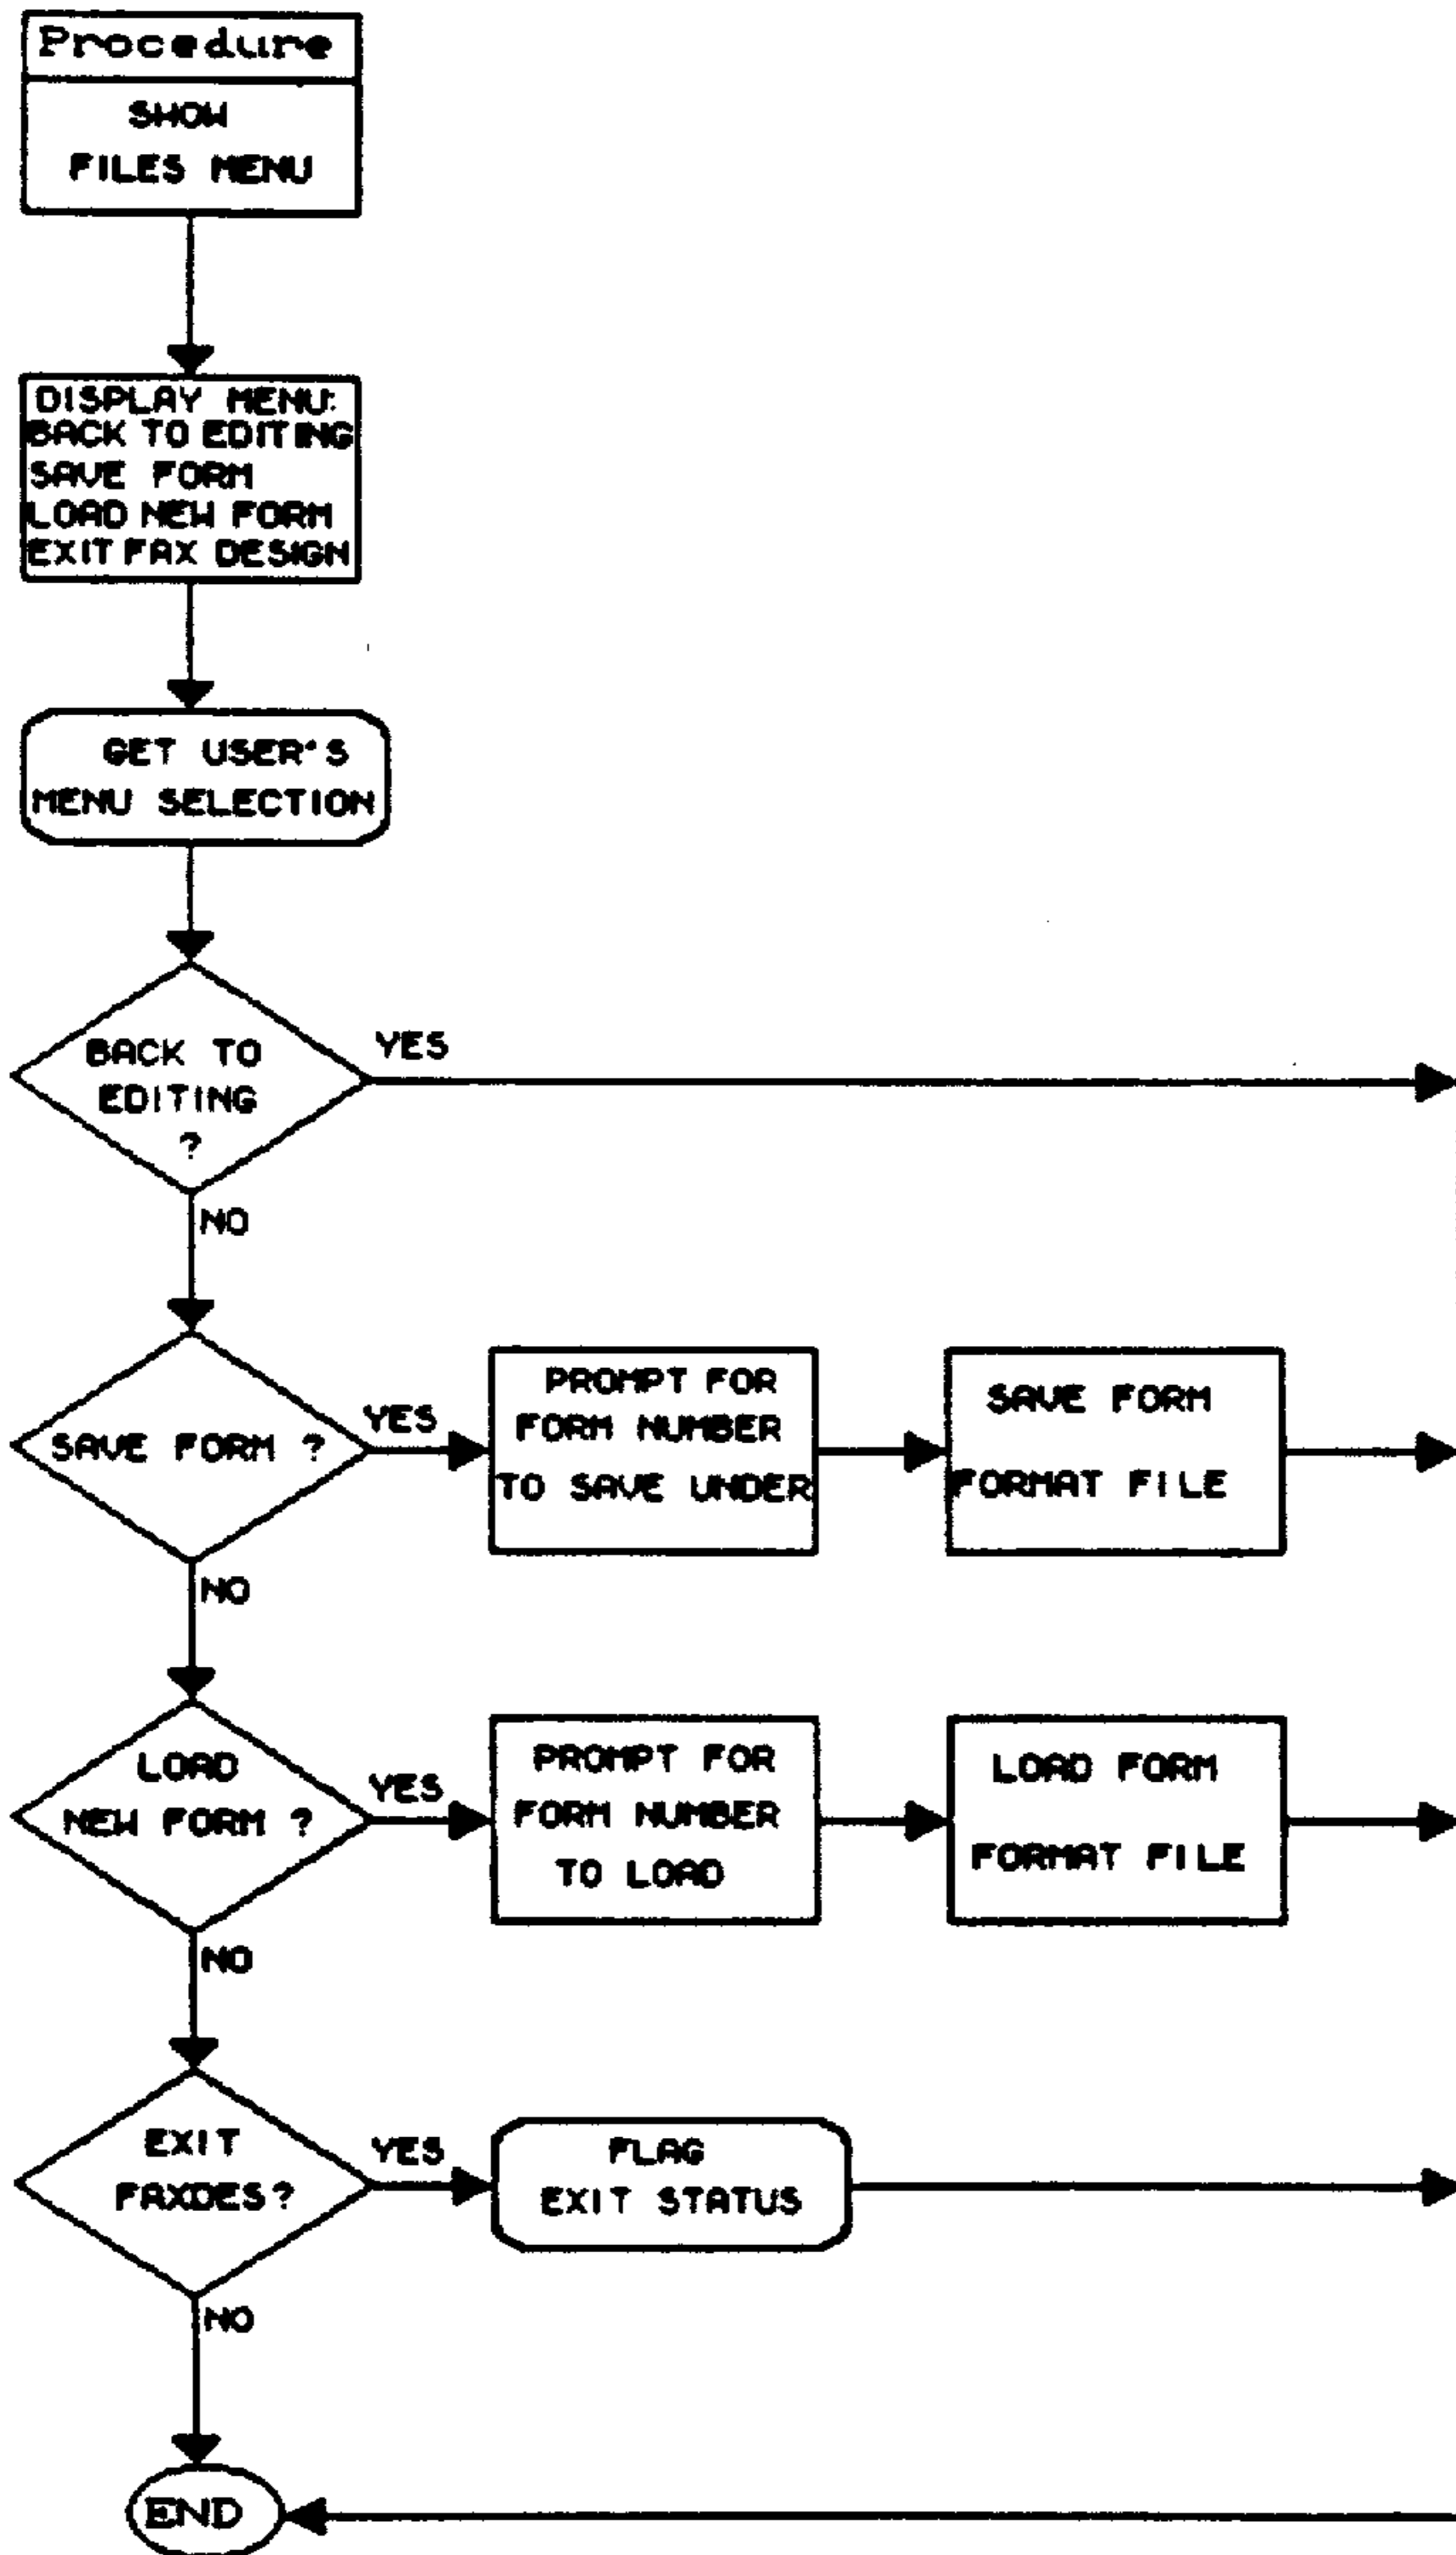 Procedure
SHOW
FILES MENU
DISPLAY MENU:
BACK TO EDITING
SAVE FORM
LOAD NEW FORM
EXIT FAX DESIGN
GET USER'S
MENU SELECTION
BACK TO
EDITING
?
YES
NO
SAVE FORM ?
YES
PROMPT FOR
FORM NUMBER
TO SAVE UNDER
SAVE FORM
FORMAT FILE
NO
LOAD
NEW FORM ?
YES
PROMPT FOR
FORM NUMBER
TO LOAD
LOAD FORM
FORMAT FILE
NO
EXIT
FAXDES?
YES
FLAG
EXIT STATUS
NO
END